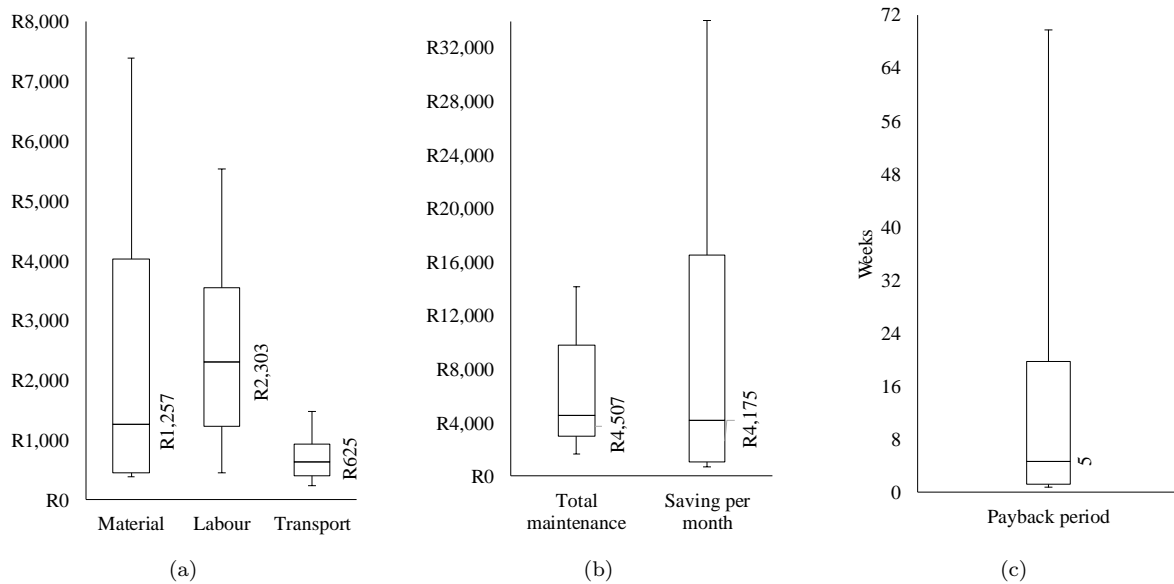 R8,000
R7,000
R6,000
R5,000
R4,000
R3,000
R2,000
R1,000
R0
R1,257
R2,303
R625
Material Labour Transport
(a)
R32,000
R28,000
R24,000
R20,000
R16,000
R12,000
R8,000
R4,000
R0
R4,507
R4,175
Total
maintenance
Saving per
month
(b)
Weeks
72
64
56
48
40
32
24
16
8
0
5
Payback period
(c)